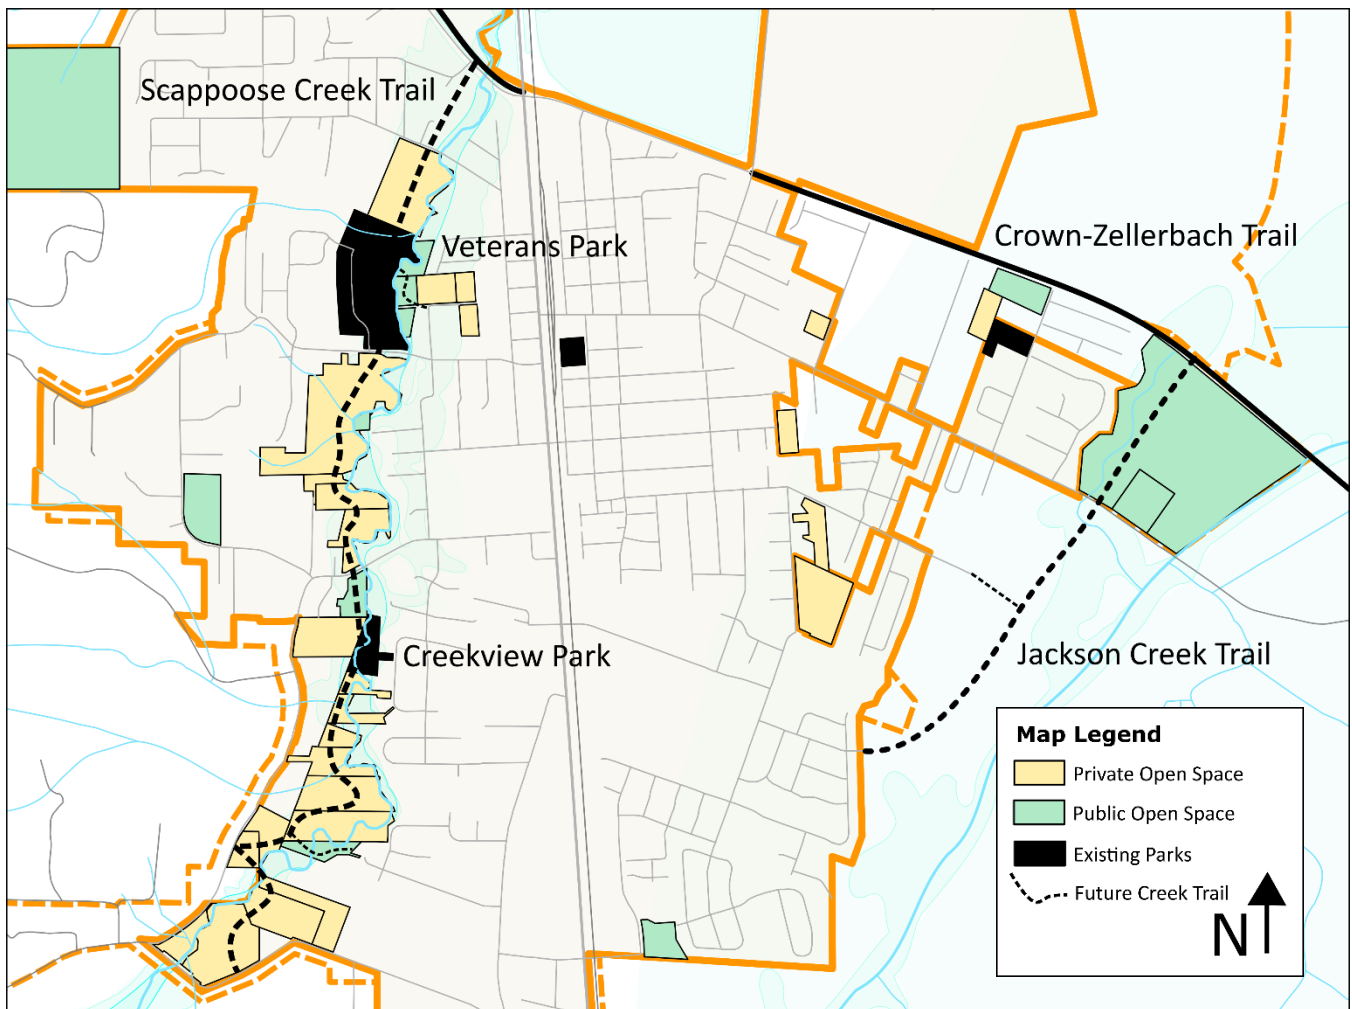 Scappoose Creek Trail
Veterans Park
Crown-Zellerbach Trail
Creekview Park
Jackson Creek Trail
Map Legend
Private Open Space
Public Open Space
Existing Parks
Future Creek Trail
N